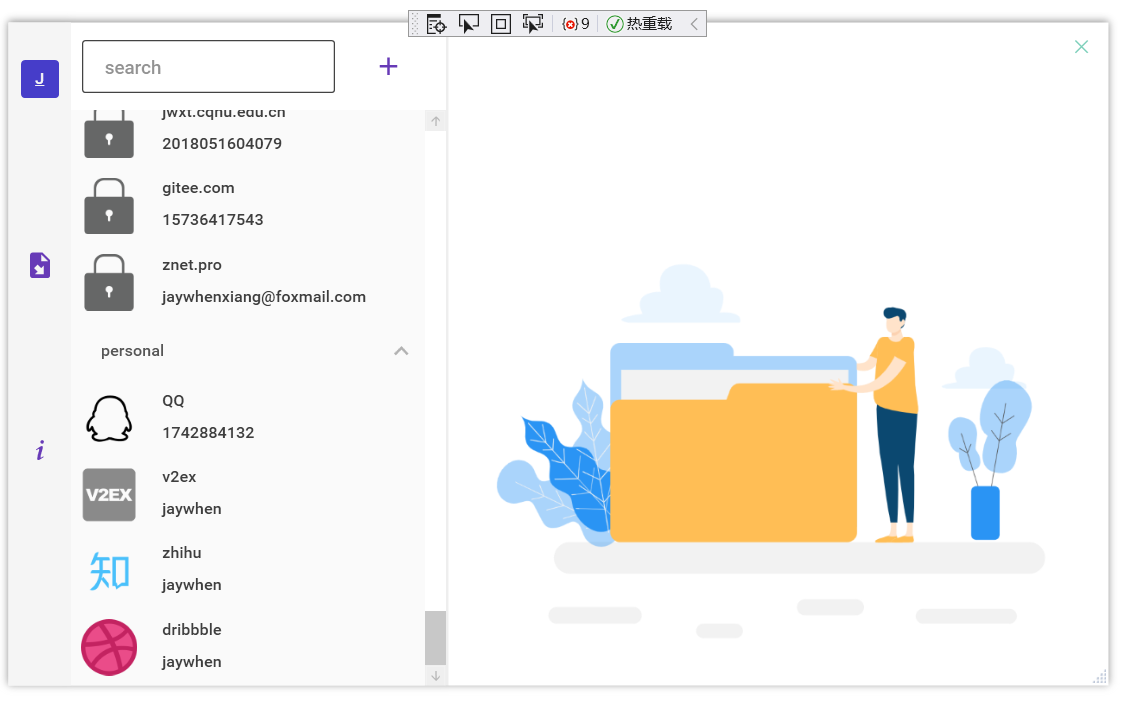 9 热重载
J
search
jwxt.cqnu.edu.cn
2018051604079
gitee.com
15736417543
znet.pro
jaywhenxiang@foxmail.com
personal
QQ
1742884132
V2EX
v2ex
jaywhen
知
zhihu
jaywhen
dribbble
jaywhen
i